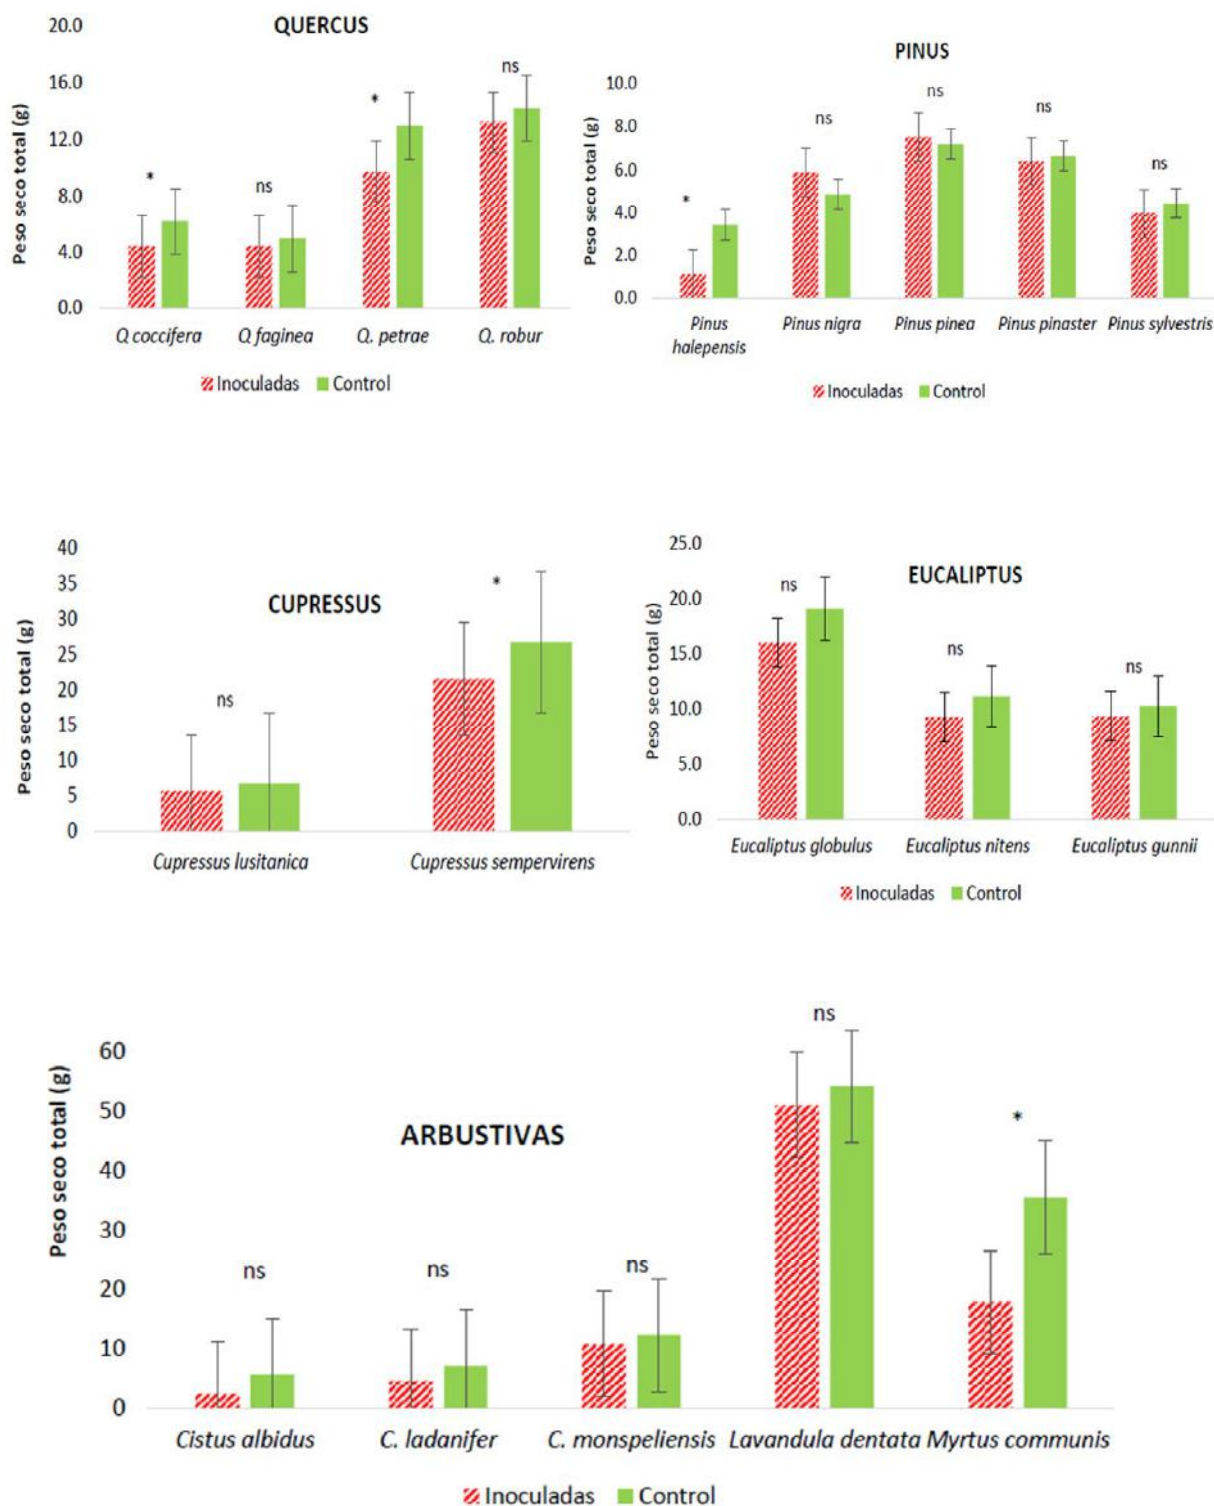 QUERCUS
Peso seco total (g)
20.0
16.0
12.0
8.0
4.0
0.0
*
ns
*
ns
Q coccifera
Q faginea
Q. petrae
Q. robur
Inoculadas
Control
PINUS
Peso seco total (g)
10.0
8.0
6.0
4.0
2.0
0.0
*
ns
ns
ns
ns
Pinus
halepensis
Pinus nigra
Pinus pinea
Pinus pinaster
Pinus sylvestris
Inoculadas
Control
CUPRESSUS
Peso seco total (g)
40
35
30
25
20
15
10
5
0
ns
*
Cupressus lusitanica
Cupressus sempervirens
EUCALIPTUS
Peso seco total (g)
25.0
20.0
15.0
10.0
5.0
0.0
ns
ns
ns
Eucaliptus globulus
Eucaliptus nitens
Eucaliptus gunnii
Inoculadas
Control
ARBUSTIVAS
Peso seco total (g)
60
50
40
30
20
10
0
ns
ns
ns
ns
*
Cistus albidus
C. ladanifer
C. monspeliensis
Lavandula dentata
Myrtus communis
Inoculadas
Control